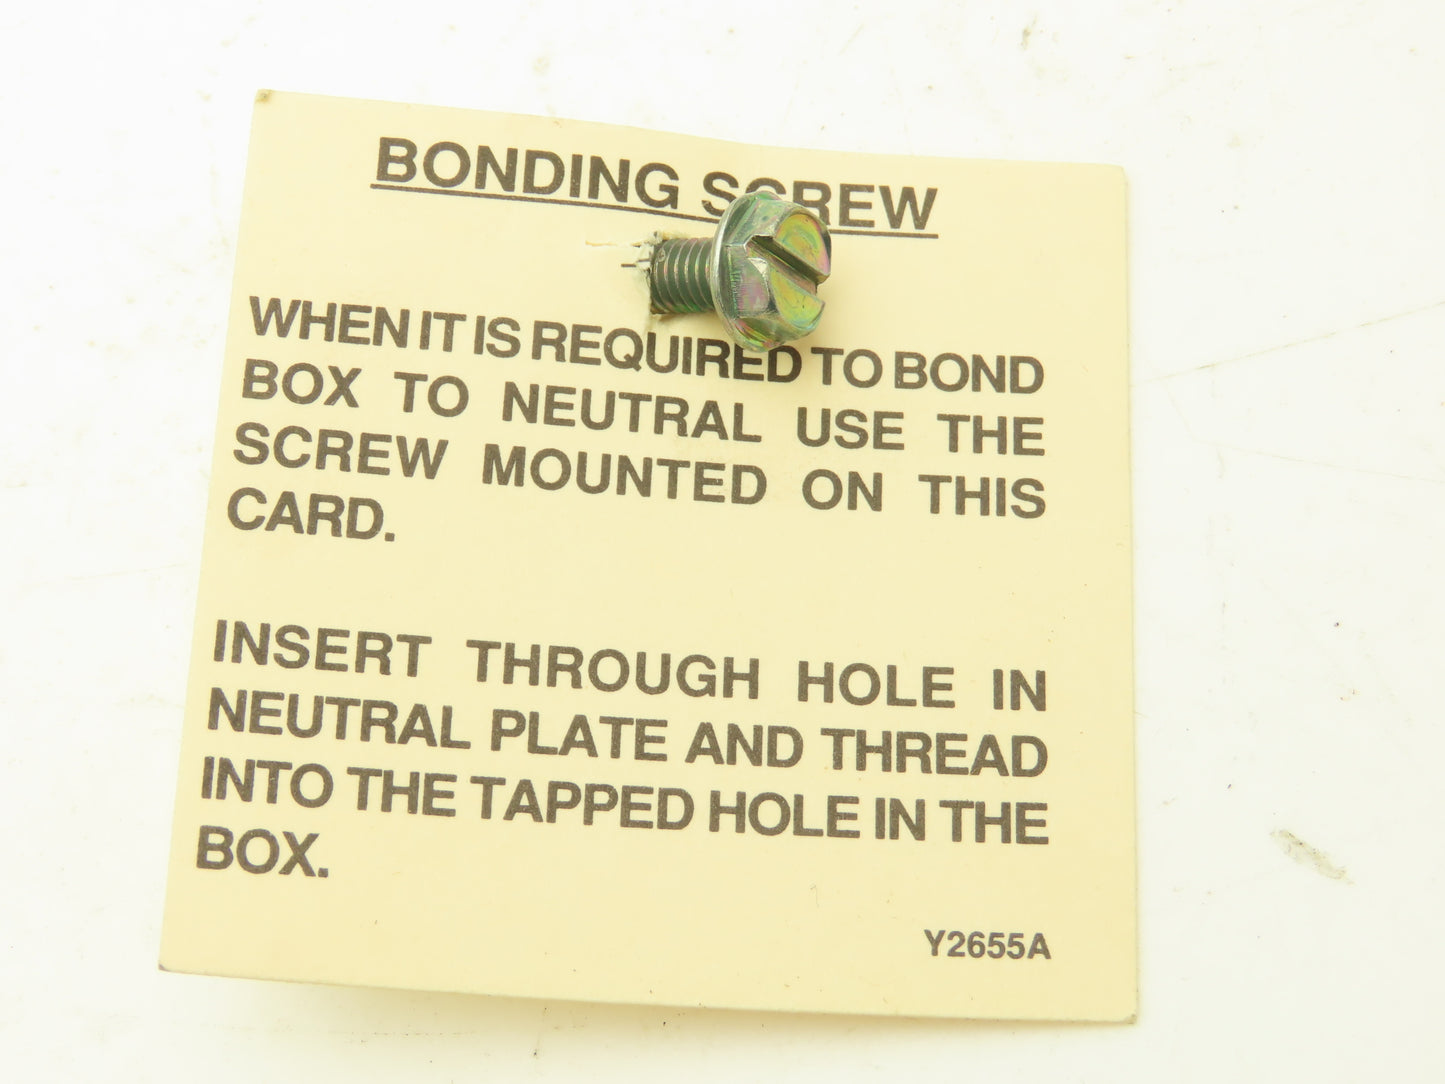 BONDING SCREW
WHEN IT IS REQUIRED TO BOND
BOX TO NEUTRAL USE THE
SCREW MOUNTED ON THIS
CARD.
INSERT THROUGH HOLE IN
NEUTRAL PLATE AND THREAD
INTO THE TAPPED HOLE IN THE
BOX.
Y2655A